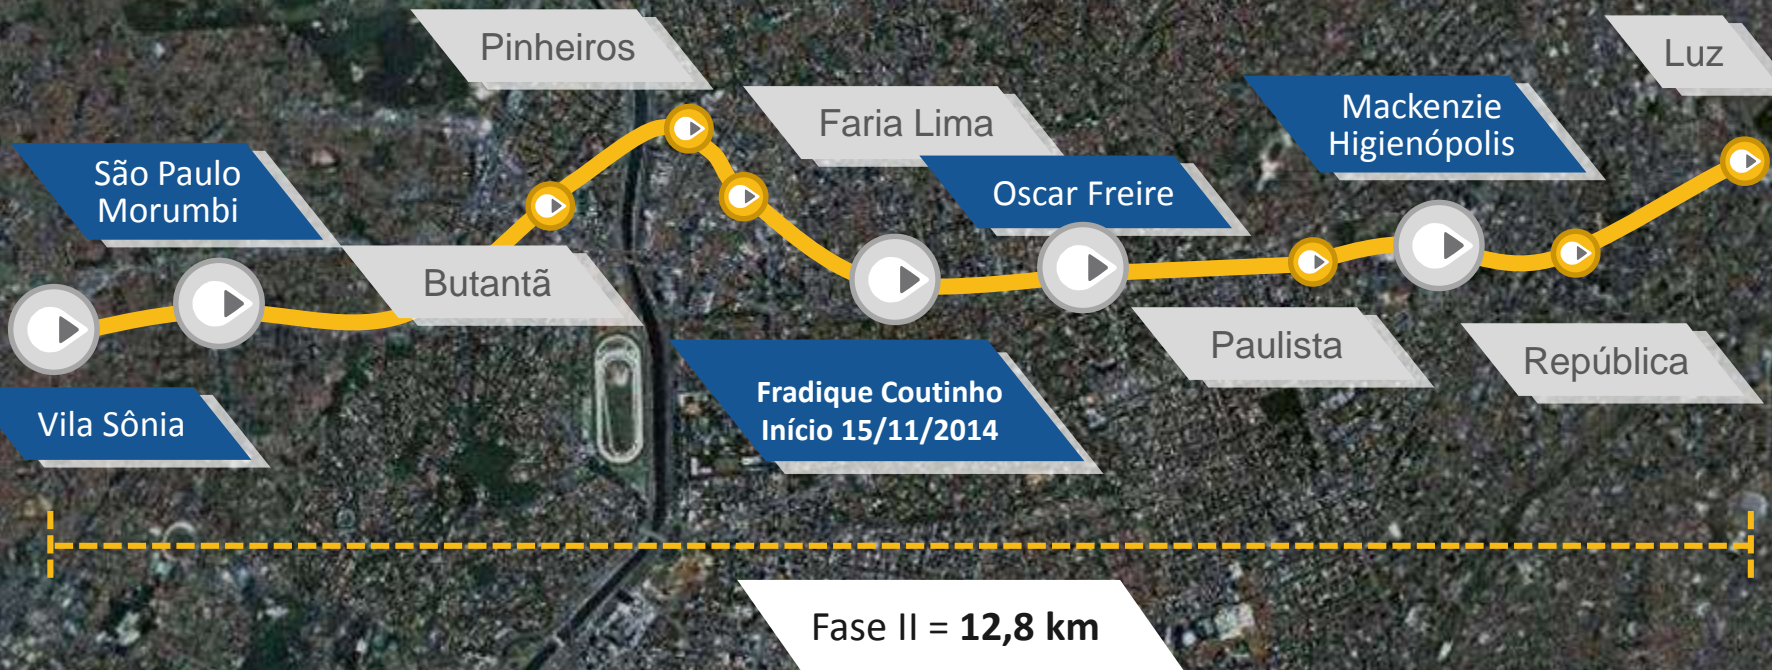 Pinheiros
Luz
Faria Lima
Mackenzie
Higienópolis
São Paulo
Morumbi
Oscar Freire
Butantã
Paulista
República
Fradique Coutinho
Início 15/11/2014
Vila Sônia
Fase II = 12,8 km